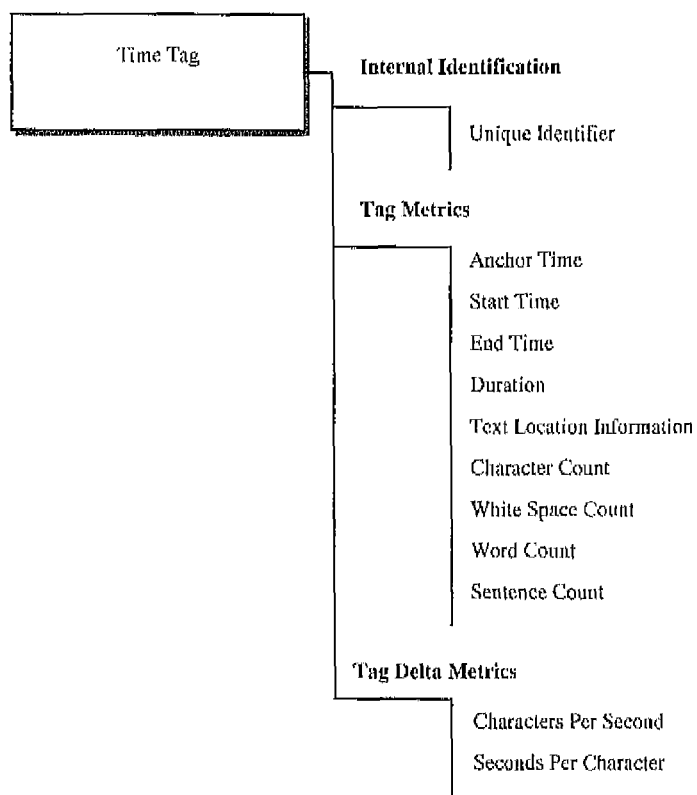 Time Tag
Internal Identification
Unique Identifier
Tag Metrics
Anchor Time
Start Time
End Time
Duration
Text Location Information
Character Count
White Space Count
Word Count
Sentence Count
Tag Delta Metrics
Characters Per Second
Seconds Per Character